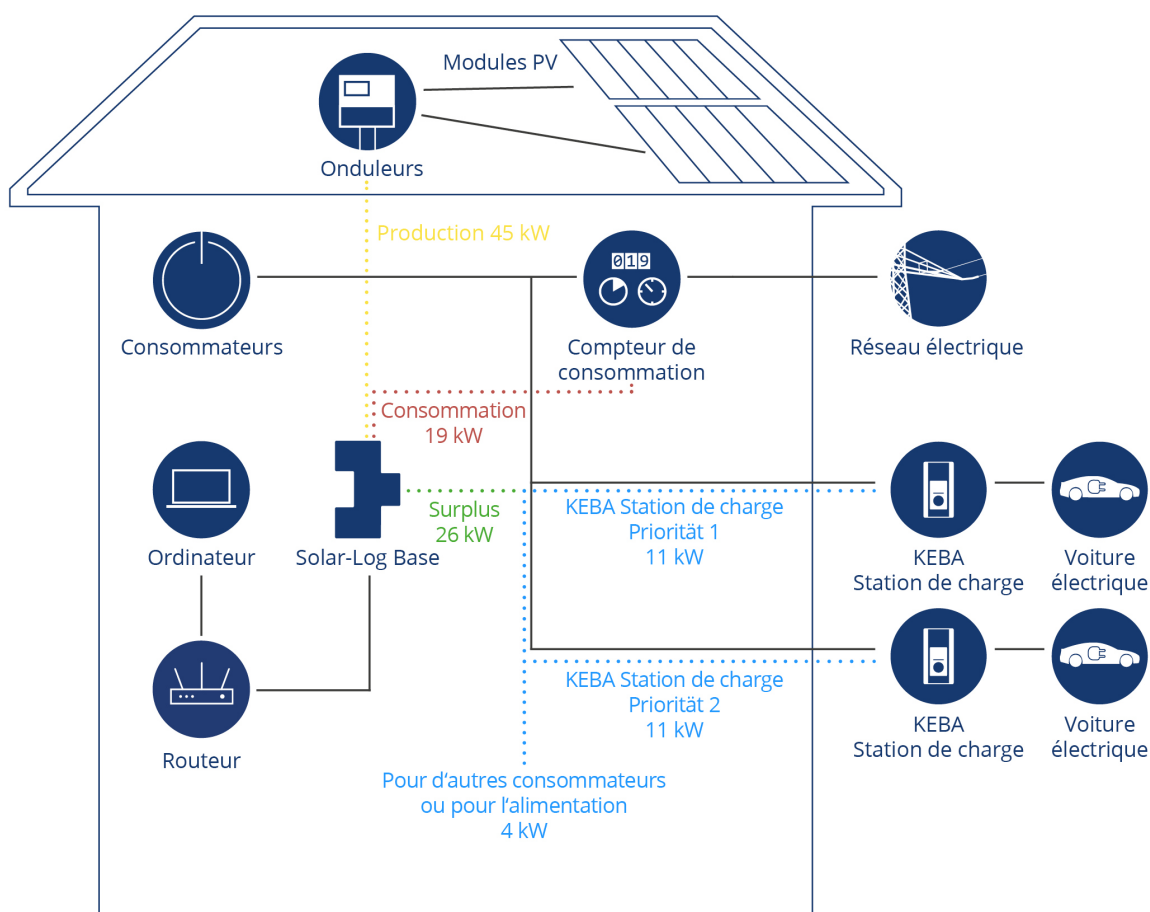 Modules PV
Onduleurs
Production 45 kW
019
Consommateurs
Compteur de
consommation
Réseau électrique
Consommation
19 kW
Surplus
26 kW
KEBA Station de charge
Priorität 1
11 kW
Ordinateur
Solar-Log Base
KEBA
Station de charge
Voiture
électrique
KEBA Station de charge
Priorität 2
11 kW
KEBA
Station de charge
Voiture
électrique
Routeur
Pour d‘autres consommateurs
ou pour l‘alimentation
4 kW